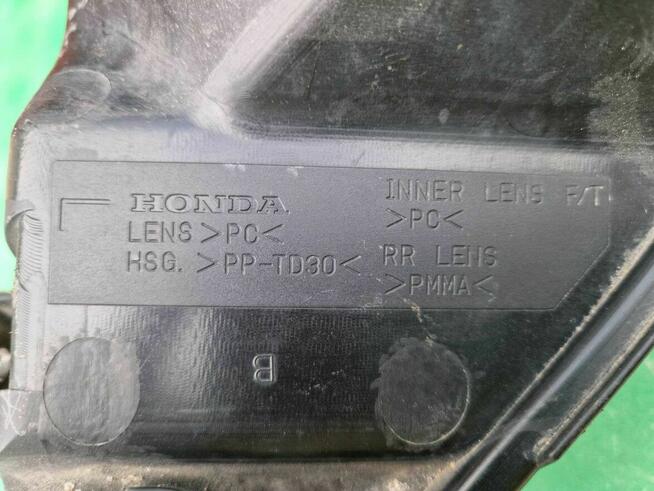 HONDA
LENS >PC<
HSG. >PP-TD30<
INNER LENS F/T
>PC<
RR LENS
>PMMA<
B